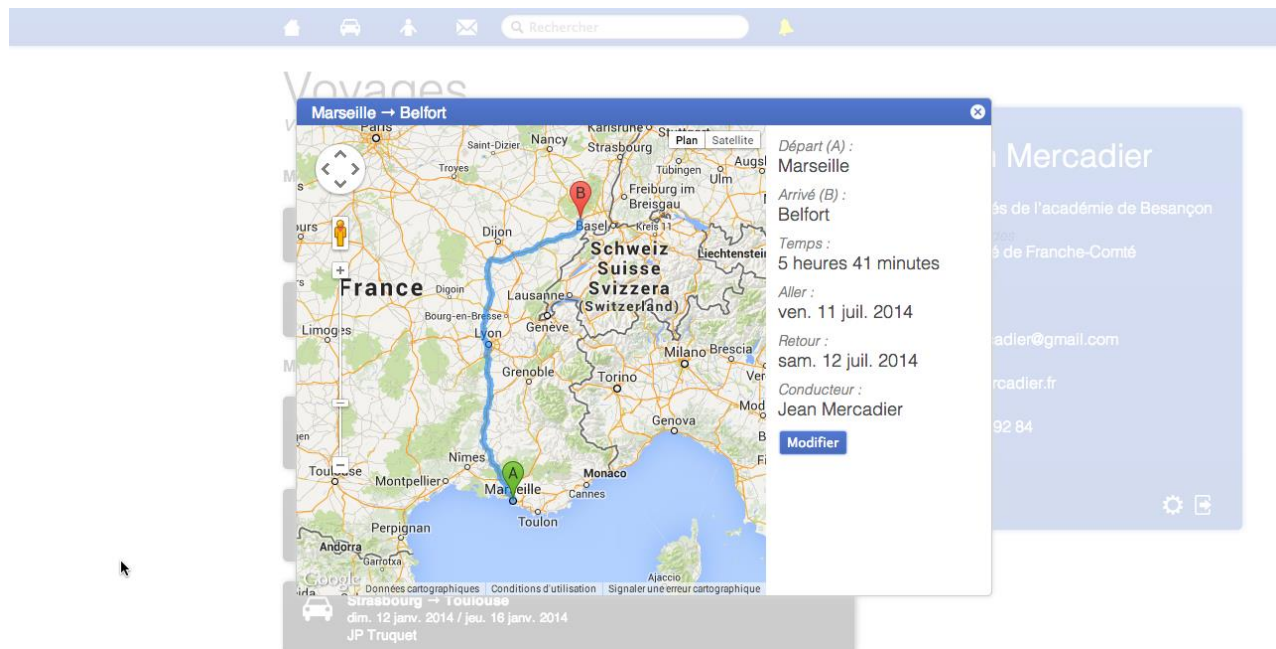 Rechercher
Voyages
Marseille → Belfort
Départ (A) :
Marseille
Arrivé (B) :
Belfort
Temps :
5 heures 41 minutes
Aller :
ven. 11 juil. 2014
Retour :
sam. 12 juil. 2014
Conducteur :
Jean Mercadier
Modifier
Plan Satellite
Paris
Karlsruhe
Saint-Dizier
Nancy
Strasbourg
Troyes
Tübingen
Ulm
Freiburg im
Breisgau
B
Dijon
Basel
Kreis 11
Schweiz
Suisse
Svizzera
(Switzerland)
Liechtenstein
France
Digoin
Lausanne
Bourg-en-Bresse
Genève
Limoges
Lyon
Milano
Brescia
Grenoble
Torino
Genova
Nîmes
A
Monaco
Toulouse
Montpellier
Marseille
Cannes
Toulon
Perpignan
Andorra
Garrotxa
Ajaccio
Google
Données cartographiques
Conditions d'utilisation
Signaler une erreur cartographique
Mercadier
de l'académie de Besançon
de Franche-Comté
cadier@gmail.com
rcadier.fr
92 84
Strasbourg → Toulouse
dim. 12 janv. 2014 / jeu. 16 janv. 2014
JP Truquet